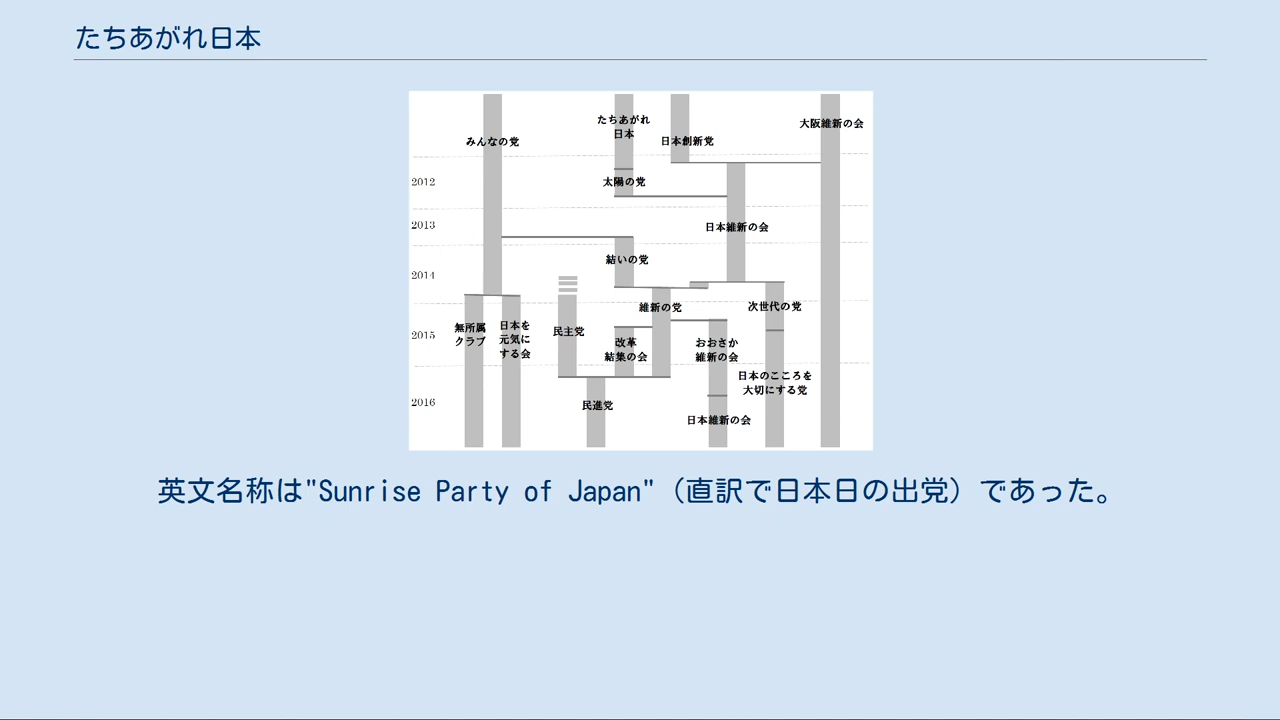 たちあがれ日本
みんなの党
たちあがれ
日本
日本創新党
大阪維新の会
2012
太陽の党
2013
日本維新の会
結いの党
2014
維新の党
次世代の党
2015
無所属
クラブ
日本を
元気に
する会
民主党
改革
結集の会
おおさか
維新の会
日本のこころを
大切にする党
2016
民進党
日本維新の会
英文名称は"Sunrise Party of Japan"（直訳で日本日の出党）であった。